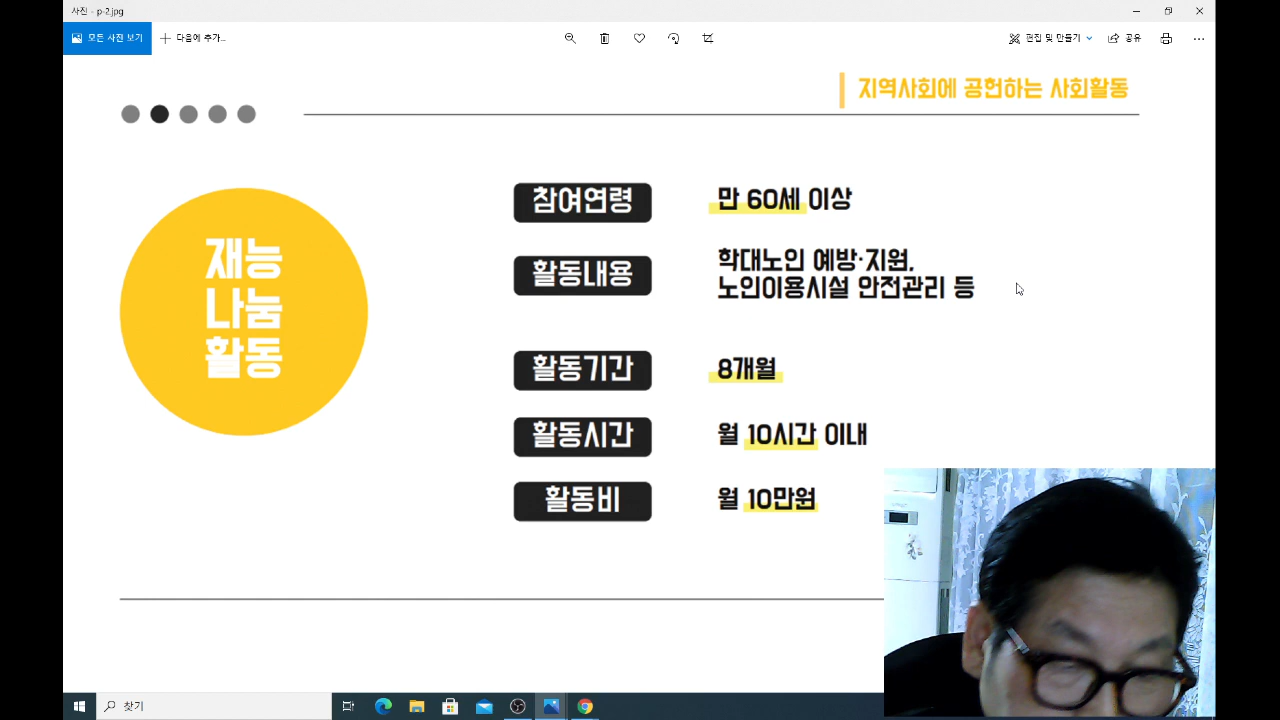 사진 - p-2.jpg
모든 사진 보기
다음에 추가...
편집 및 만들기
공유
지역사회에 공헌하는 사회활동
재능
나눔
활동
참여연령
만 60세 이상
활동내용
학대노인 예방·지원,
노인이용시설 안전관리 등
활동기간
8개월
활동시간
월 10시간 이내
활동비
월 10만원
찾기